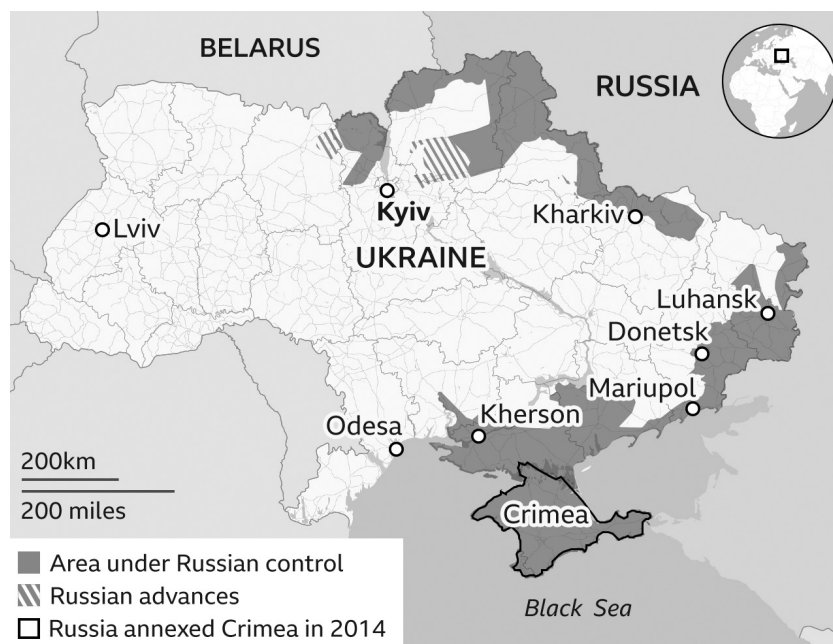 BELARUS
RUSSIA
Kyiv
Lviv
Kharkiv
UKRAINE
Luhansk
Donetsk
Mariupol
Kherson
Odesa
200km
200 miles
Crimea
Area under Russian control
Russian advances
Russia annexed Crimea in 2014
Black Sea